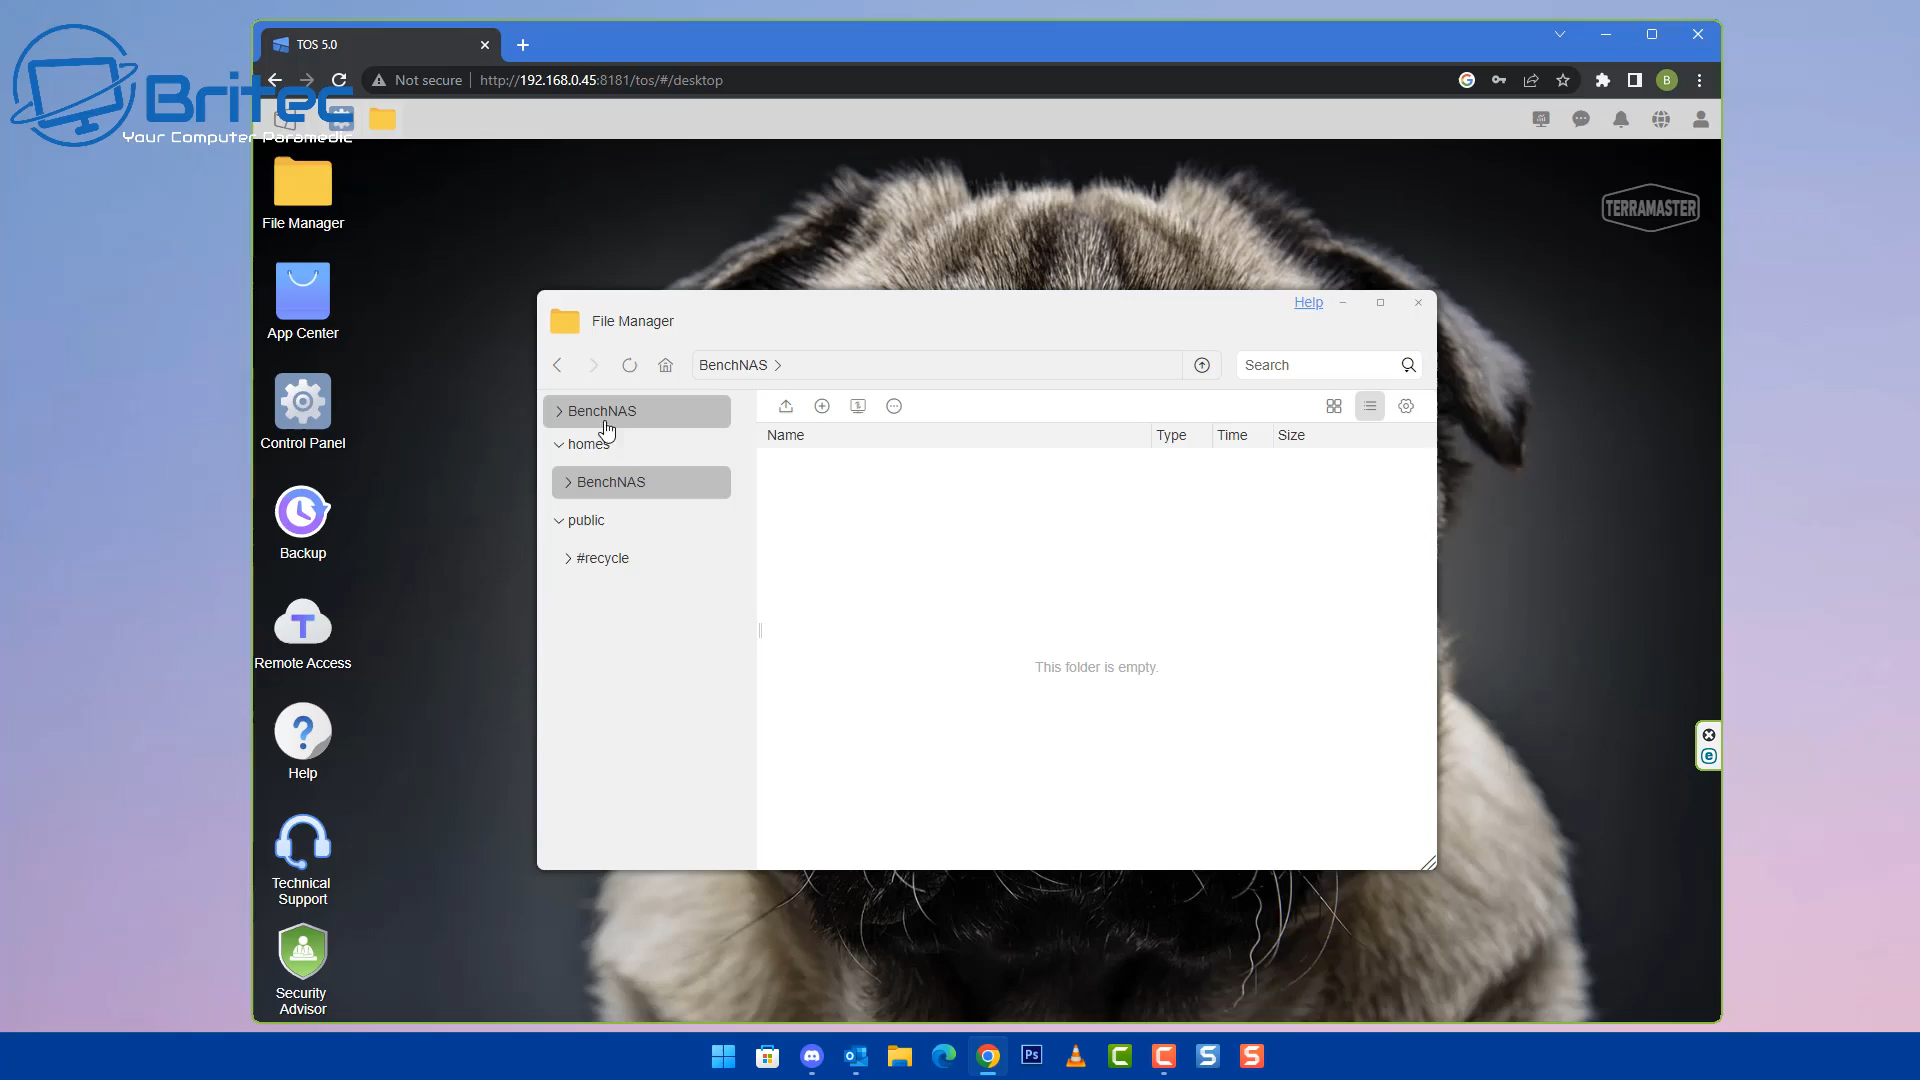 TOS 5.0
Not secure
http://192.168.0.45:8181/tos/#/desktop
B
Britec
Your Computer Paramedic
File Manager
App Center
Control Panel
Backup
T
Remote Access
?
Help
Technical
Support
Security
Advisor
TERRAMASTER
Help
File Manager
BenchNAS >
Search
BenchNAS
homes
BenchNAS
public
#recycle
Name
Type
Time
Size
This folder is empty.
e
Ps
C
C
S
S